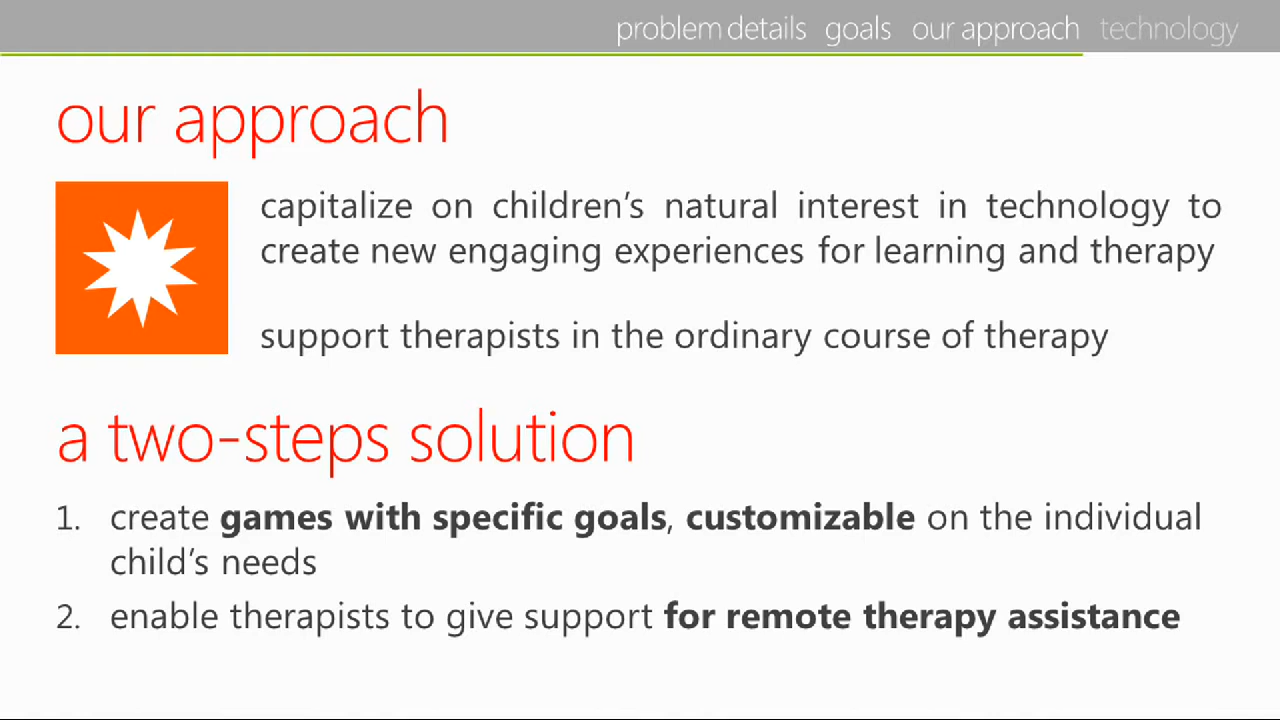 problem details goals our approach technology
our approach
capitalize on children’s natural interest in technology to
create new engaging experiences for learning and therapy
support therapists in the ordinary course of therapy
a two-steps solution
1. create games with specific goals, customizable on the individual
child’s needs
2. enable therapists to give support for remote therapy assistance